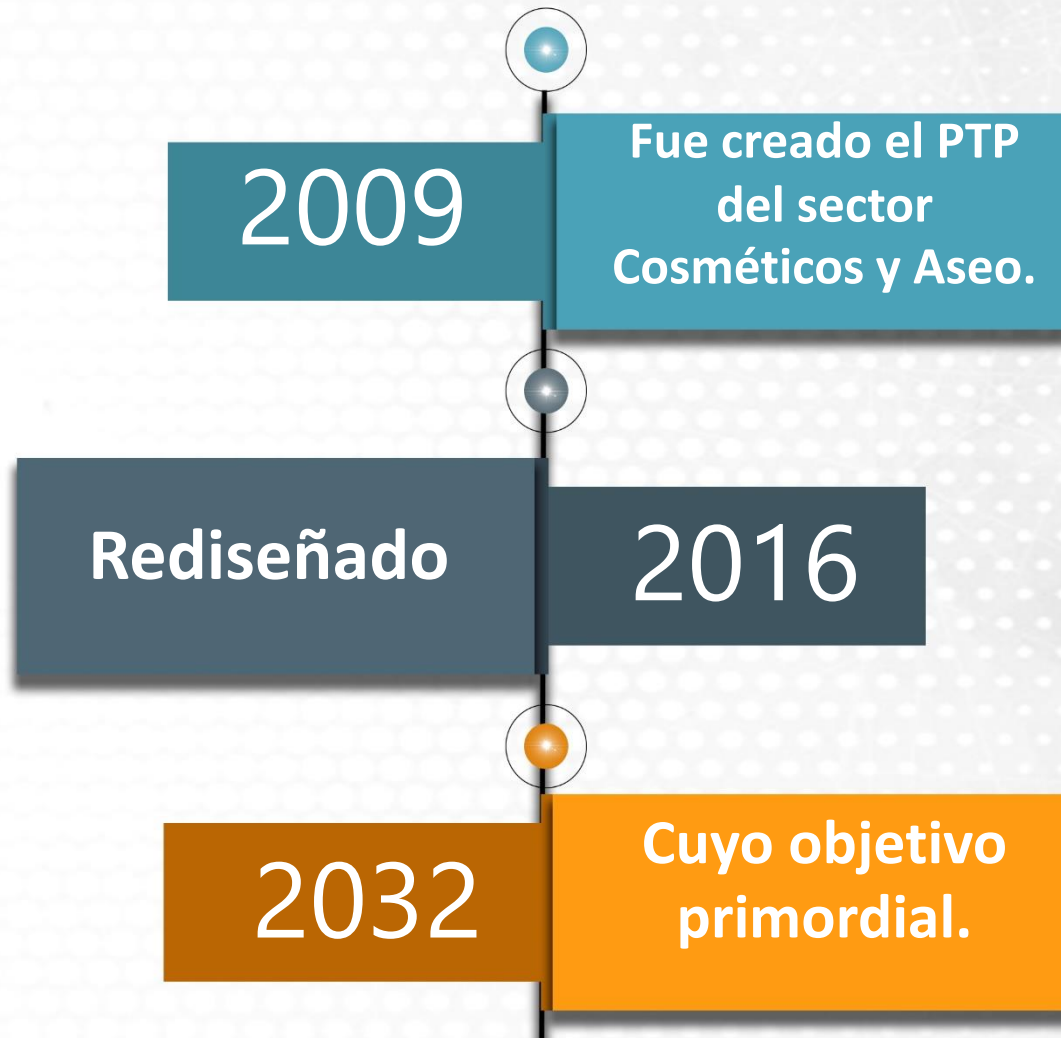 2009
Fue creado el PTP
del sector
Cosméticos y Aseo.
Rediseñado
2016
2032
Cuyo objetivo
primordial.